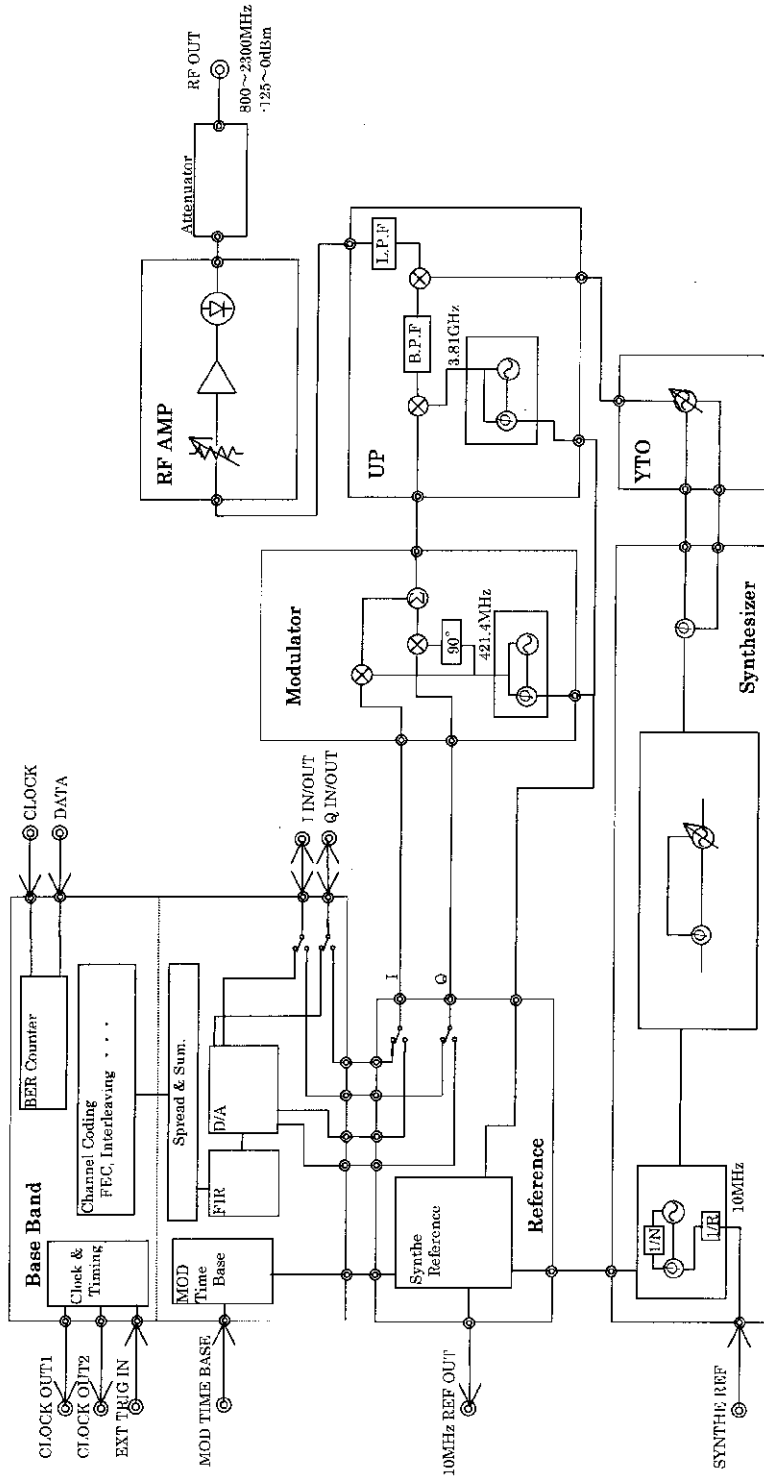 CLOCK OUT1
CLOCK OUT2
EXT TRIG IN
MOD TIME BASE
10MHz REF OUT
SYNTHE REF
Base Band
Clock &
Timing
BER Counter
CLOCK
DATA
Channel Coding
FEC, Interleaving ・・・
Spread & Sum.
MOD
Time
Base
FIR
D/A
I IN/OUT
Q IN/OUT
Synthe
Reference
Reference
I
Q
1/N
1/R
10MHz
Synthesizer
Modulator
Σ
90°
421.4MHz
φ
φ
φ
φ
φ
UP
B.P.F
L.P.F
3.81GHz
YTO
RF AMP
Attenuator
RF OUT
800～2300MHz
-125～0dBm